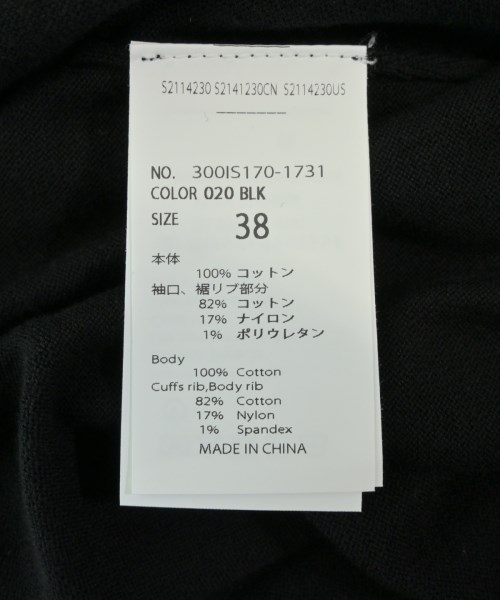 S2114230 S2141230CN S2114230US
NO. 300IS170-1731
COLOR 020 BLK
SIZE 38
本体
100% コットン
袖口、裾リブ部分
82% コットン
17% ナイロン
1% ポリウレタン
Body
100% Cotton
Cuffs rib,Body rib
82% Cotton
17% Nylon
1% Spandex
MADE IN CHINA